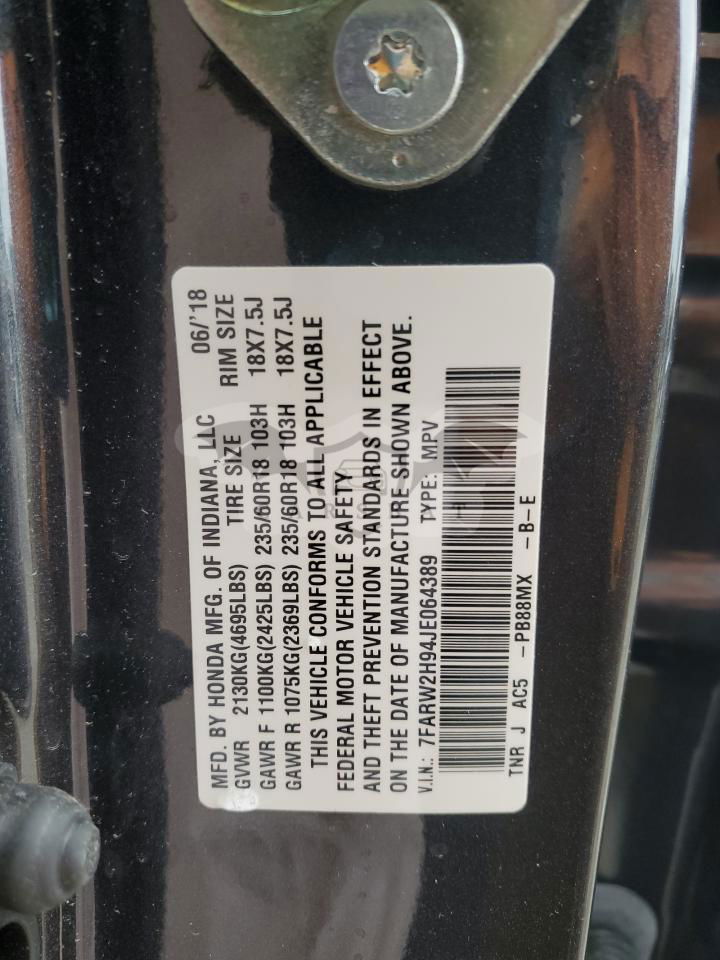 MFD. BY HONDA MFG. OF INDIANA, LLC 06/'18
GVWR 2130KG(4695LBS) TIRE SIZE RIM SIZE
GAWR F 1100KG(2425LBS) 235/60R18 103H 18X7.5J
GAWR R 1075KG(2369LBS) 235/60R18 103H 18X7.5J
THIS VEHICLE CONFORMS TO ALL APPLICABLE
FEDERAL MOTOR VEHICLE SAFETY
AND THEFT PREVENTION STANDARDS IN EFFECT
ON THE DATE OF MANUFACTURE SHOWN ABOVE.
V.I.N.: 7FARW2H94JE064389 TYPE: MPV
TNR J AC5 -PB88MX -B-E